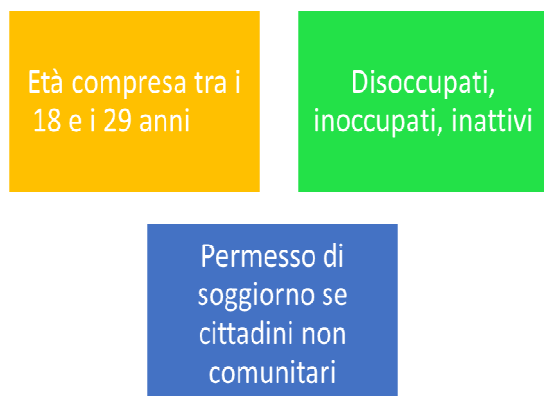 Età compresa tra i
18 e i 29 anni
Disoccupati,
inoccupati, inattivi
Permesso di
soggiorno se
cittadini non
comunitari